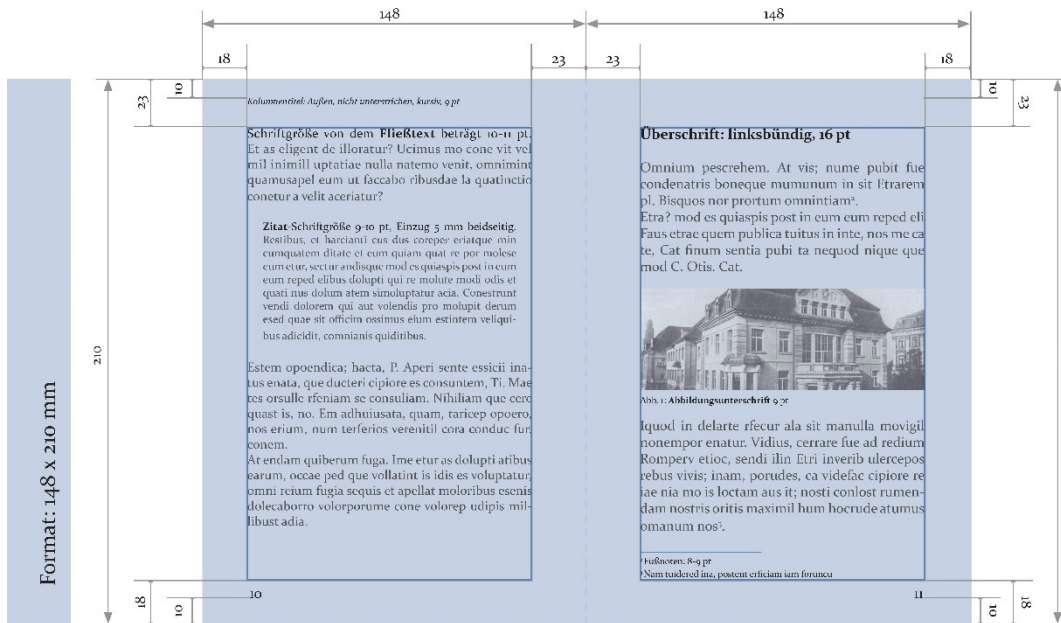 148
148
18
23
23
18
10
23
10
23
210
Format: 148 x 210 mm
Kolumnentitel: Außen, nicht unterstrichen, kursiv, 9 pt
Schriftgröße von dem Fließtext beträgt 10-11 pt.
Et as eligent de illoratur? Ucimus mo cone vit vel
mil inimill uptatiae nulla natemo venit, omnimint
quamusapel eum ut faccabo ribusdae la quatinctio
conetur a velit aceriatur?
Zitat-Schriftgröße 9-10 pt, Einzug 5 mm beidseitig.
Restibus, et harcianti cus dus coreper eriatque min
cumquatem ditate et eum quiam quat re por molese
eum etur, sectur andisque mod es quiaspis post in eum
eum reped elibus dolupti qui re molute modi odis et
quati nus dolum atem simoluptatur acia. Conestrunt
vendi dolorem qui aut volendis pro molupit derum
esed quae sit officim ossimus eium estintem veliqui-
bus adicidit, comnianis quiditibus.
Estem opoendica; hacta, P. Aperi sente essicii ina-
tus enata, que ducteri cipiore es consuntem, Ti. Mae
tes orsulle rfeniam se consuliam. Nihiliam que cere
quast is, no. Em adhuiusata, quam, taricep opoero,
nos erium, num terferios verenitil cora conduc fur,
conem.
At endam quiberum fuga. Ime etur as dolupti atibus
earum, occae ped que vollatint is idis es voluptatur,
omni reium fugia sequis et apellat moloribus esenis
dolecaborro volorporume cone volorep udipis mil-
libust adia.
10
Überschrift: linksbündig, 16 pt
Omnium pescrehem. At vis; nume pubit fue
condenatris boneque mumunum in sit Etrarem
pl. Bisquos nor prortum omnintiam².
Etra? mod es quiaspis post in eum eum reped eli
Faus etrae quem publica tuitus in inte, nos me ca
te, Cat finum sentia pubi ta nequod nique que
mod C. Otis. Cat.
Abb. 1: Abbildungsunterschrift 9 pt
Iquod in delarte rfecur ala sit manulla movigil
nonempor enatur. Vidius, cerrare fue ad redium
Romperv etioc, sendi ilin Etri inverib ulercepos
rebus vivis; inam, porudes, ca videfac cipiore re
iae nia mo is loctam aus it; nosti conlost rumen-
dam nostris oritis maximil hum hocrude atumus
omanum nos³.
² Fußnoten: 8-9 pt
³ Nam tuidered ina, postent erficiam iam foruncu
11
18
10
10
18